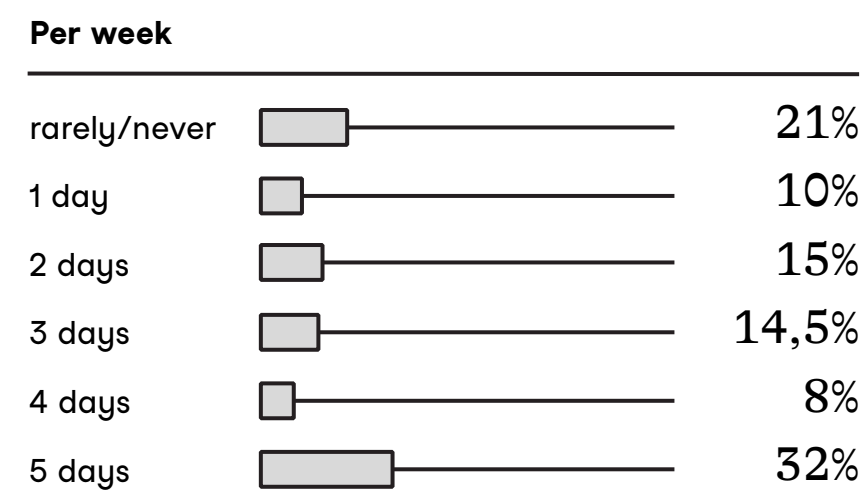 Per week
rarely/never 21%
1 day 10%
2 days 15%
3 days 14,5%
4 days 8%
5 days 32%